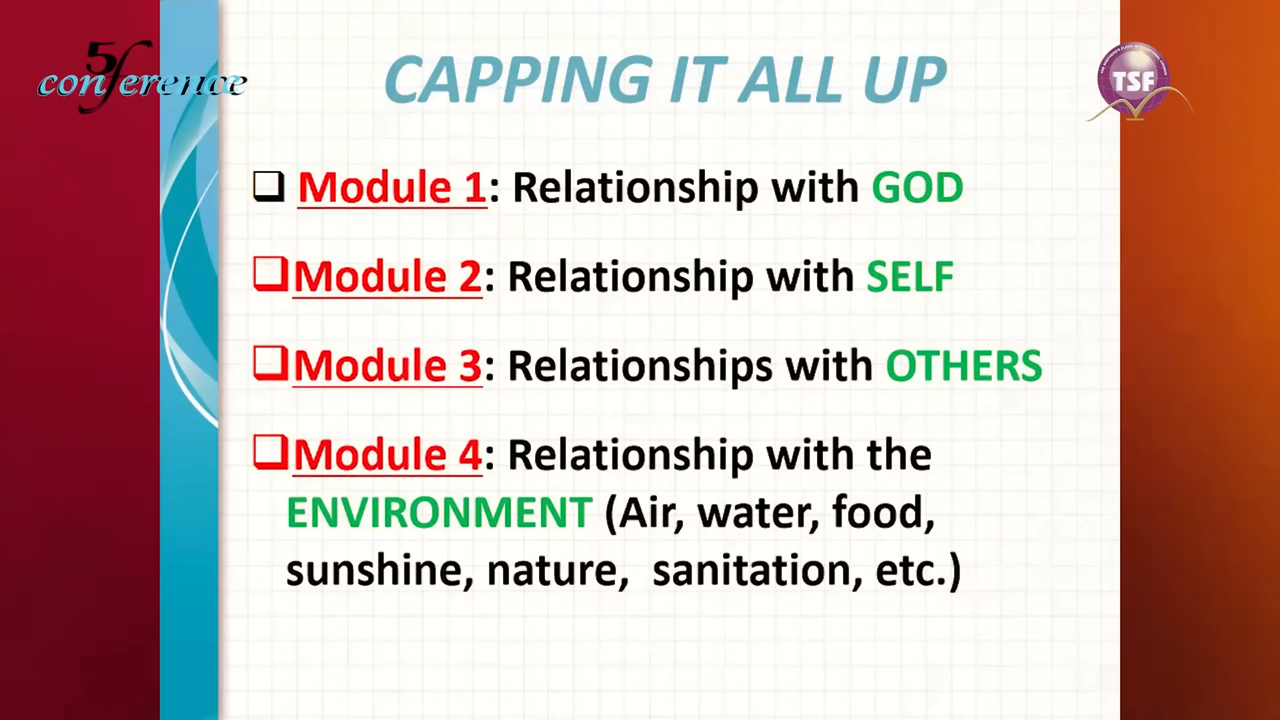 5f
conference
CAPPING IT ALL UP
TSF
❑ Module 1: Relationship with GOD
❑Module 2: Relationship with SELF
❑Module 3: Relationships with OTHERS
❑Module 4: Relationship with the
ENVIRONMENT (Air, water, food,
sunshine, nature, sanitation, etc.)